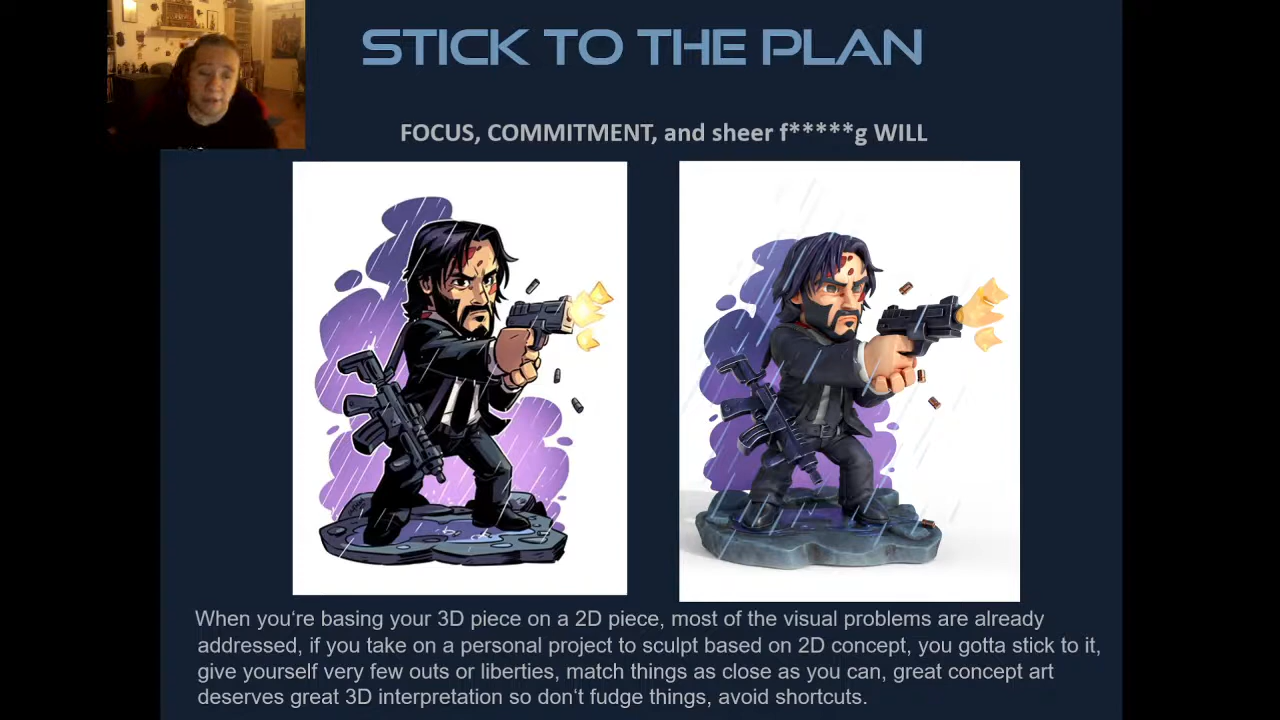 STICK TO THE PLAN
FOCUS, COMMITMENT, and sheer f*****g WILL
When you're basing your 3D piece on a 2D piece, most of the visual problems are already
addressed, if you take on a personal project to sculpt based on 2D concept, you gotta stick to it,
give yourself very few outs or liberties, match things as close as you can, great concept art
deserves great 3D interpretation so don't fudge things, avoid shortcuts.